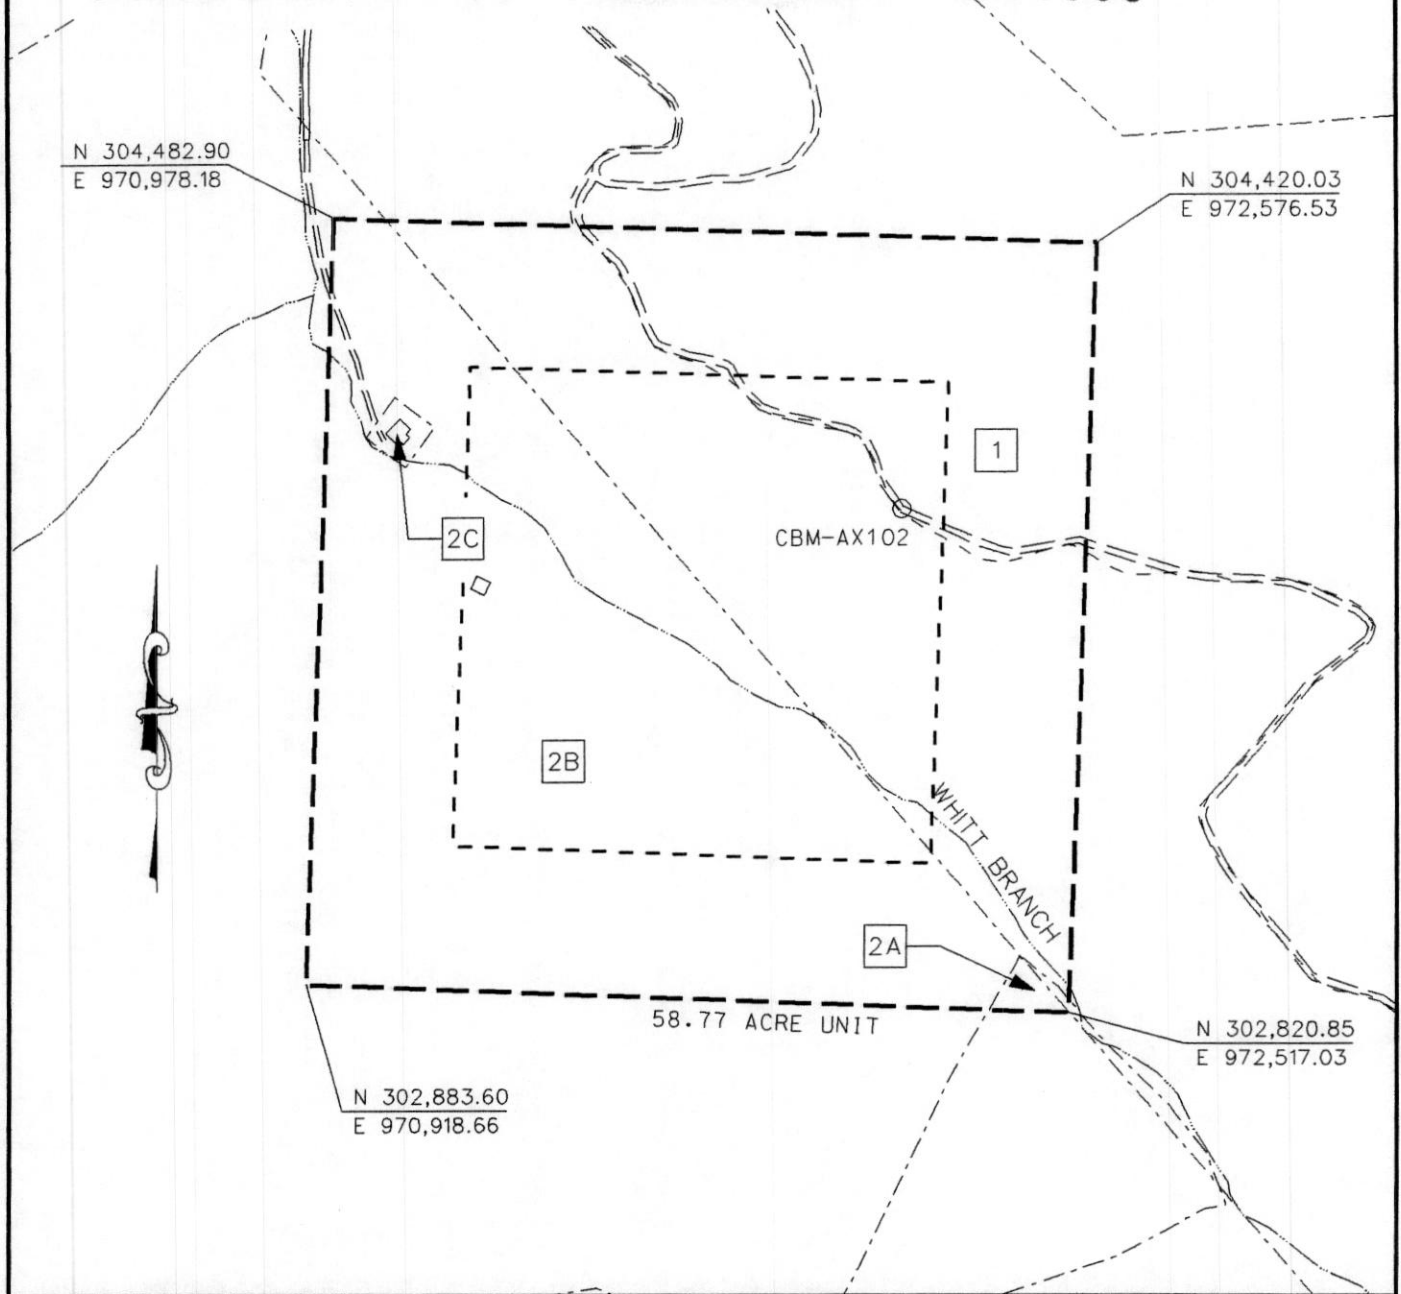 N 304,482.90
E 970,978.18
N 304,420.03
E 972,576.53
1
CBM-AX102
2C
2B
WHITT BRANCH
2A
58.77 ACRE UNIT
N 302,820.85
E 972,517.03
N 302,883.60
E 970,918.66